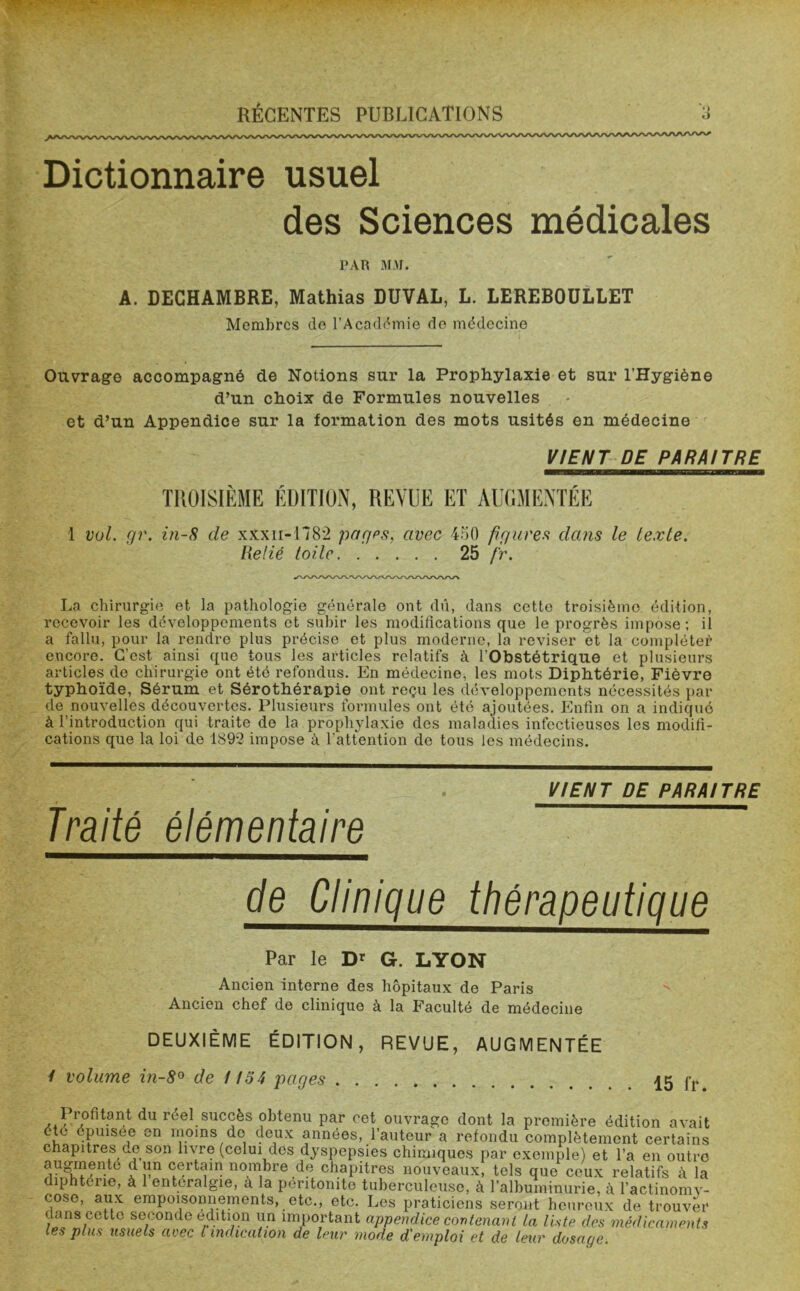 RÉCENTES PUBLICATIONS 3
Dictionnaire usuel
des Sciences médicales
PAR MM.
A. DECHAMBRE, Mathias DUVAL, L. LEREBOULLET
Membres de l'Académie de médecine
Ouvrage accompagné de Notions sur la Prophylaxie et sur l'Hygiène
d'un choix de Formules nouvelles
et d'un Appendice sur la formation des mots usités en médecine
VIENT DE PARAITRE
TROISIÈME ÉDITION, REVUE ET AUGMENTÉE
1 vol. gr. in-8 de xxxii-1782 pages, avec 450 figures dans le texte.
Relié toile. . . . . . 25 fr.
La chirurgie et la pathologie générale ont dû, dans cette troisième édition,
recevoir les développements et subir les modifications que le progrès impose ; il
a fallu, pour la rendre plus précise et plus moderne, la reviser et la compléter
encore. C'est ainsi que tous les articles relatifs à l'Obstétrique et plusieurs
articles de chirurgie ont été refondus. En médecine, les mots Diphtérie, Fièvre
typhoïde, Sérum et Sérothérapie ont reçu les développements nécessités par
de nouvelles découvertes. Plusieurs formules ont été ajoutées. Enfin on a indiqué
à l'introduction qui traite de la prophylaxie des maladies infectieuses les modifi-
cations que la loi de 1892 impose à l'attention de tous les médecins.
VIENT DE PARAITRE
Traité élémentaire
de Clinique thérapeutique
Par le Dr G. LYON
Ancien interne des hôpitaux de Paris
Ancien chef de clinique à la Faculté de médecine
DEUXIÈME ÉDITION, REVUE, AUGMENTÉE
1 volume in-8° de 1154 pages . . . . . . . . . . . . . . . . . 15 fr.
Profitant du réel succès obtenu par cet ouvrage dont la première édition avait
été épuisée en moins de deux années, l'auteur a refondu complètement certains
chapitres de son livre (celui des dyspepsies chimiques par exemple) et l'a en outre
augmenté d'un certain nombre de chapitres nouveaux, tels que ceux relatifs à la
diphtérie, à l'entéralgie, à la péritonite tuberculeuse, à l'albuminurie, à l'actinomy-
cose, aux empoisonnements, etc., etc. Les praticiens seront heureux de trouver
dans cette seconde édition un important appendice contenant la liste des médicaments
les plus usuels avec l'indication de leur mode d'emploi et de leur dosage.